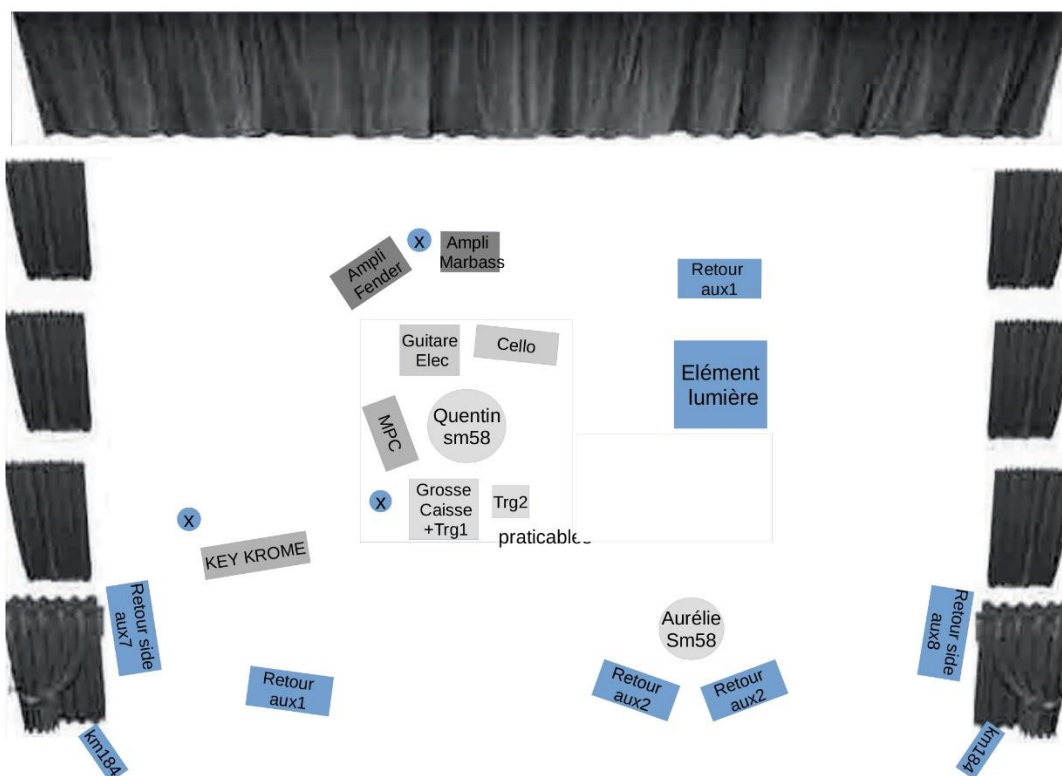 x
Ampli
Marbass
Ampli
Fender
Retour
aux1
Guitare
Elec
Cello
Elément
lumière
MPC
Quentin
sm58
x
Grosse
Caisse
+Trg1
Trg2
praticables
x
KEY KROME
Retour side
aux7
Aurélie
Sm58
Retour side
aux8
Retour
aux1
Retour
aux2
Retour
aux2
km184
km184